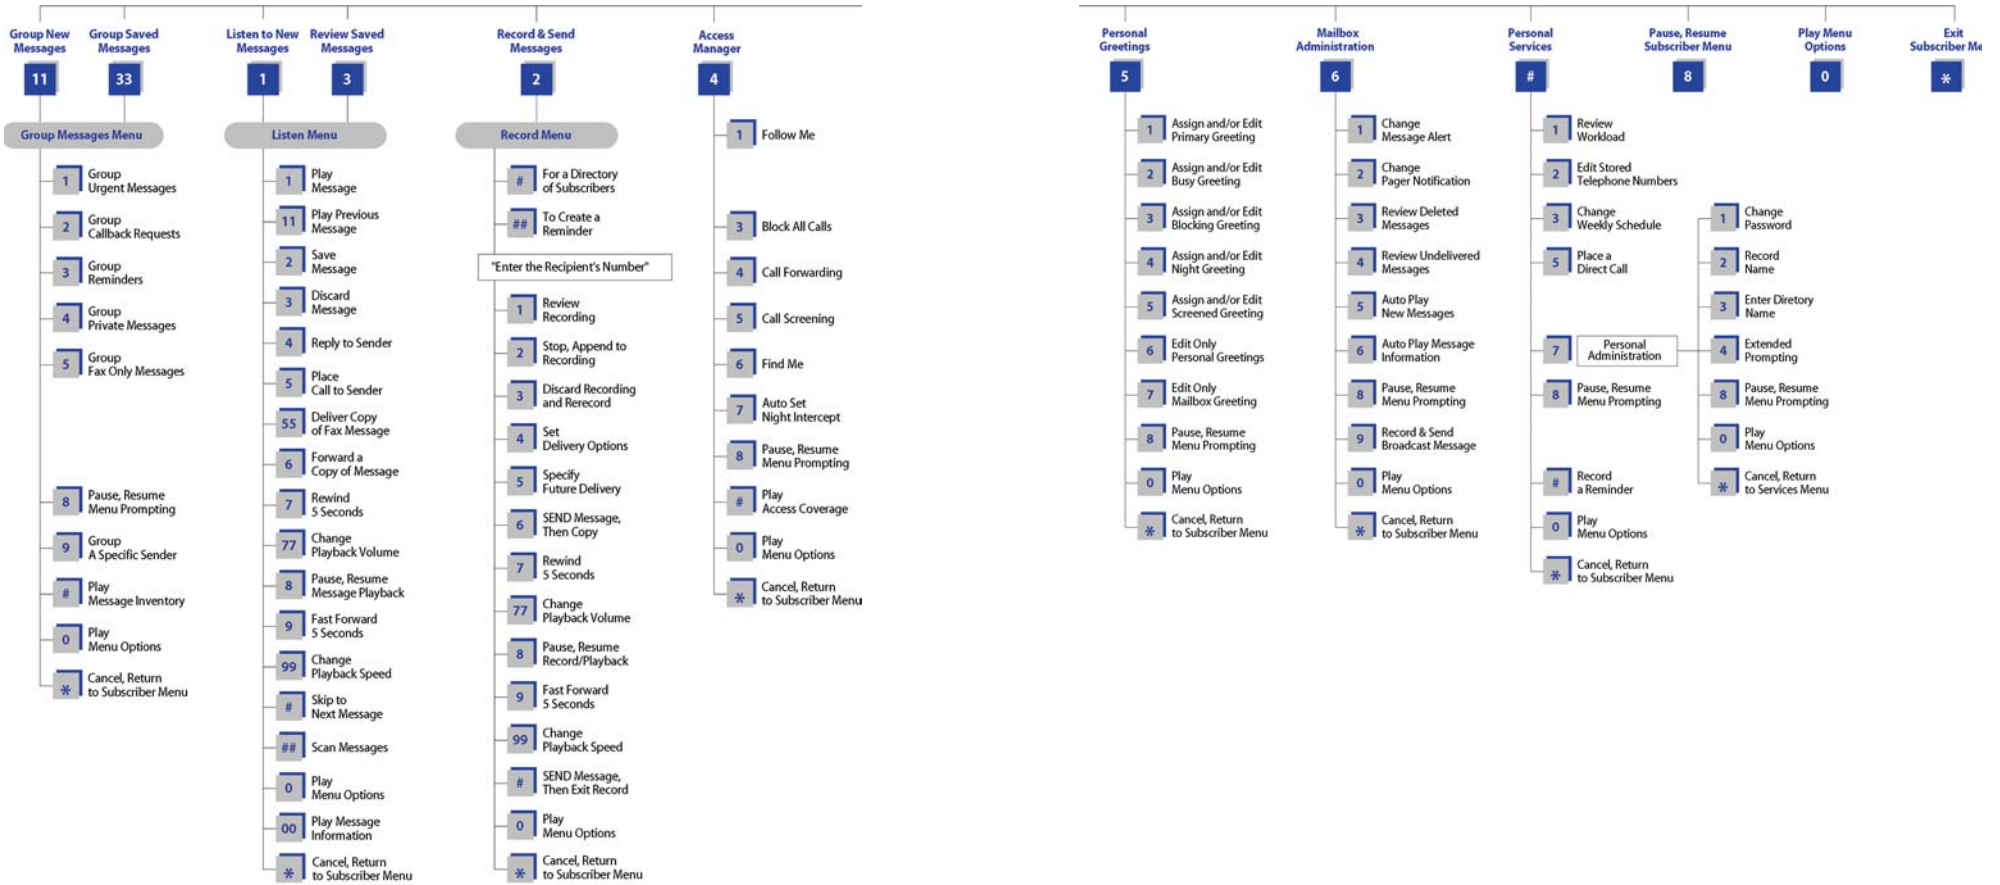 Group New
Messages
11
Group Saved
Messages
33
Group Messages Menu
1
Group
Urgent Messages
2
Group
Callback Requests
3
Group
Reminders
4
Group
Private Messages
5
Group
Fax Only Messages
8
Pause, Resume
Menu Prompting
9
Group
A Specific Sender
#
Play
Message Inventory
0
Play
Menu Options
*
Cancel, Return
to Subscriber Menu
Listen to New
Messages
1
Review Saved
Messages
3
Listen Menu
1
Play
Message
11
Play Previous
Message
2
Save
Message
3
Discard
Message
4
Reply to Sender
5
Place
Call to Sender
55
Deliver Copy
of Fax Message
6
Forward a
Copy of Message
7
Rewind
5 Seconds
77
Change
Playback Volume
8
Pause, Resume
Message Playback
9
Fast Forward
5 Seconds
99
Change
Playback Speed
#
Skip to
Next Message
##
Scan Messages
0
Play
Menu Options
00
Play Message
Information
*
Cancel, Return
to Subscriber Menu
Record & Send
Messages
2
Record Menu
#
For a Directory
of Subscribers
##
To Create a
Reminder
"Enter the Recipient's Number"
1
Review
Recording
2
Stop, Append to
Recording
3
Discard Recording
and Rerecord
4
Set
Delivery Options
5
Specify
Future Delivery
6
SEND Message,
Then Copy
7
Rewind
5 Seconds
77
Change
Playback Volume
8
Pause, Resume
Record/Playback
9
Fast Forward
5 Seconds
99
Change
Playback Speed
#
SEND Message,
Then Exit Record
0
Play
Menu Options
*
Cancel, Return
to Subscriber Menu
Access
Manager
4
1
Follow Me
3
Block All Calls
4
Call Forwarding
5
Call Screening
6
Find Me
7
Auto Set
Night Intercept
8
Pause, Resume
Menu Prompting
#
Play
Access Coverage
0
Play
Menu Options
*
Cancel, Return
to Subscriber Menu
Personal
Greetings
5
1
Assign and/or Edit
Primary Greeting
2
Assign and/or Edit
Busy Greeting
3
Assign and/or Edit
Blocking Greeting
4
Assign and/or Edit
Night Greeting
5
Assign and/or Edit
Screened Greeting
6
Edit Only
Personal Greetings
7
Edit Only
Mailbox Greeting
8
Pause, Resume
Menu Prompting
0
Play
Menu Options
*
Cancel, Return
to Subscriber Menu
Mailbox
Administration
6
1
Change
Message Alert
2
Change
Pager Notification
3
Review Deleted
Messages
4
Review Undelivered
Messages
5
Auto Play
New Messages
6
Auto Play Message
Information
8
Pause, Resume
Menu Prompting
9
Record & Send
Broadcast Message
0
Play
Menu Options
*
Cancel, Return
to Subscriber Menu
Personal
Services
#
1
Review
Workload
2
Edit Stored
Telephone Numbers
3
Change
Weekly Schedule
5
Place a
Direct Call
7
Personal
Administration
8
Pause, Resume
Menu Prompting
#
Record
a Reminder
0
Play
Menu Options
*
Cancel, Return
to Subscriber Menu
1
Change
Password
2
Record
Name
3
Enter Diretory
Name
4
Extended
Prompting
8
Pause, Resume
Menu Prompting
0
Play
Menu Options
*
Cancel, Return
to Services Menu
Pause, Resume
Subscriber Menu
8
Play Menu
Options
0
Exit
Subscriber Me
*